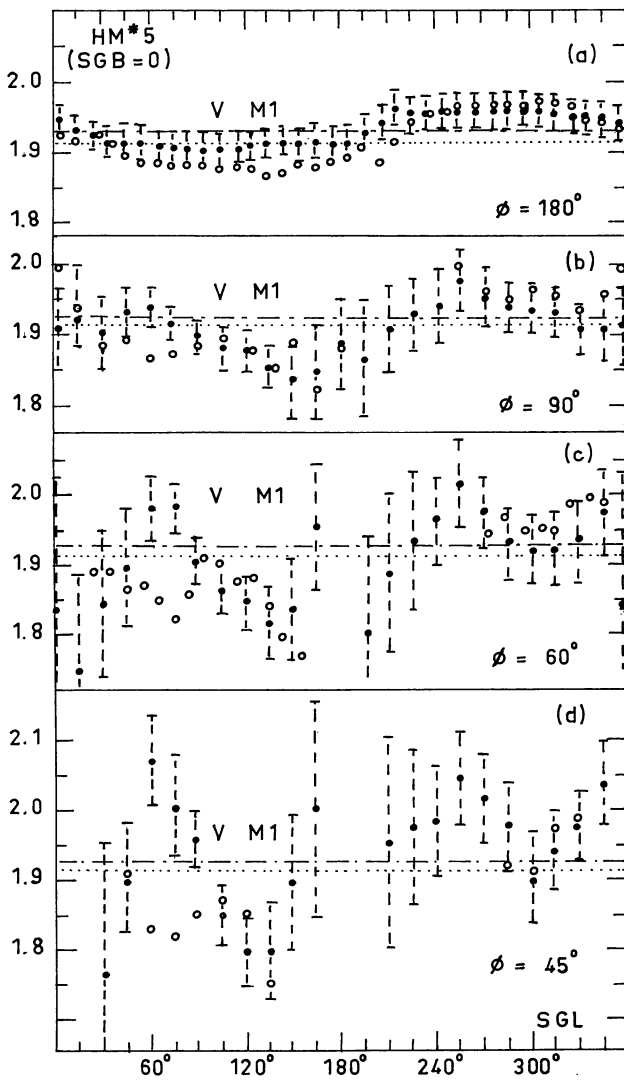 HM#5
(SGB=0)
(a)
2.0
V M1
1.9
1.8
ø = 180°
(b)
2.0
V M1
1.9
1.8
ø = 90°
(c)
2.0
V M1
1.9
1.8
ø = 60°
(d)
2.1
2.0
V M1
1.9
1.8
ø = 45°
SGL
60° 120° 180° 240° 300°